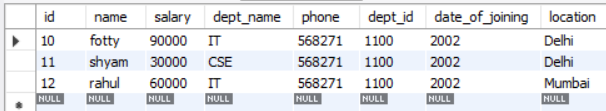 id name salary dept_name phone dept_id date_of_joining location
10 fotty 90000 IT 568271 1100 2002 Delhi
11 shyam 30000 CSE 568271 1100 2002 Delhi
12 rahul 60000 IT 568271 1100 2002 Mumbai
NULL NULL NULL NULL NULL NULL NULL NULL